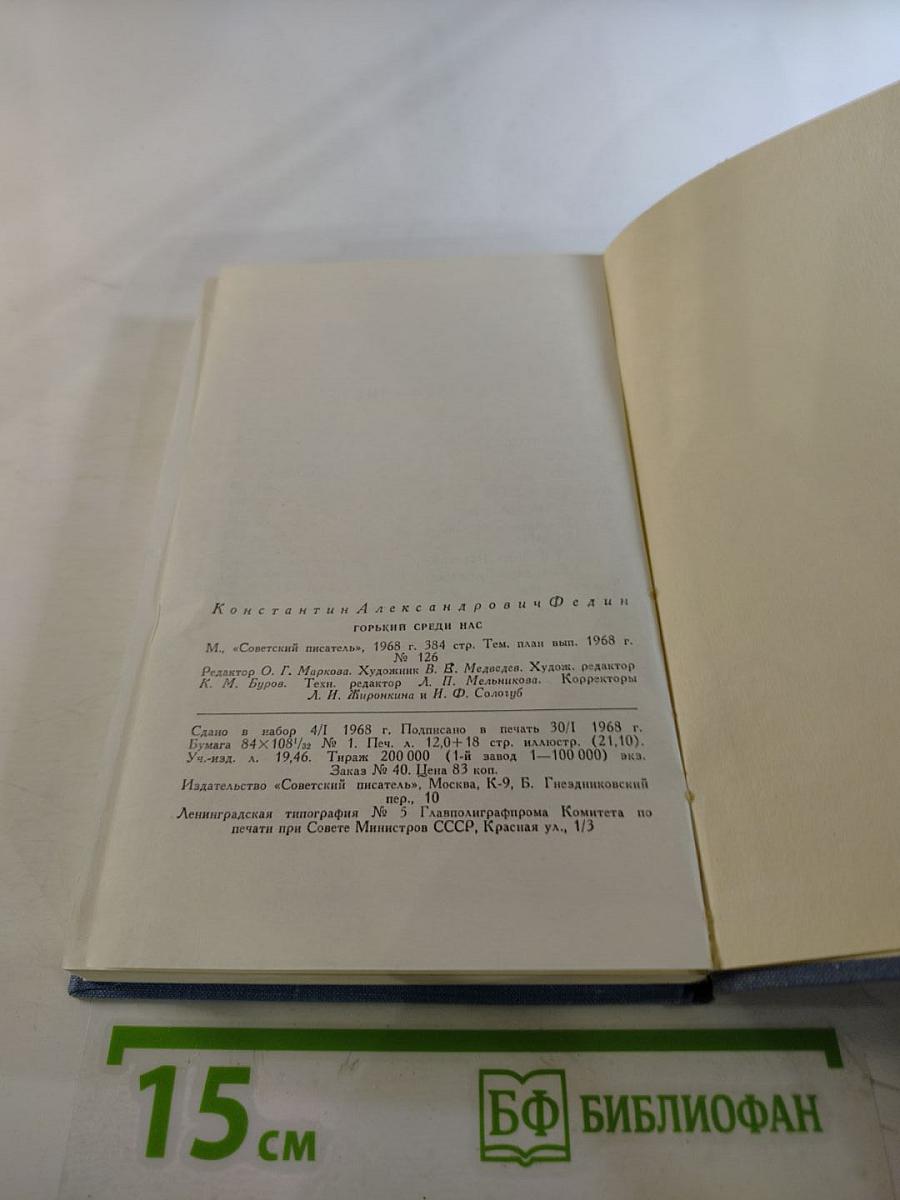 Константин Александрович Федин
ГОРЬКИЙ СРЕДИ НАС
М., «Советский писатель», 1968 г. 384 стр. Тем. план вып. 1968 г.
№ 126
Редактор О. Г. Маркова. Художник В. В. Медведев. Худож. редактор
К. М. Буров. Техн. редактор Л. П. Мельникова. Корректоры
Л. И. Жиронкина и И. Ф. Сологуб
Сдано в набор 4/I 1968 г. Подписано в печать 30/I 1968 г.
Бумага 84×108¹/₃₂ № 1. Печ. л. 12,0+18 стр. иллюстр. (21,10).
Уч.-изд. л. 19,46. Тираж 200 000 (1-й завод 1—100 000) экз.
Заказ № 40. Цена 83 коп.
Издательство «Советский писатель», Москва, К-9, Б. Гнездниковский
пер., 10
Ленинградская типография № 5 Главполиграфпрома Комитета по
печати при Совете Министров СССР, Красная ул., 1/3
15 см
БФ БИБЛИОФАН